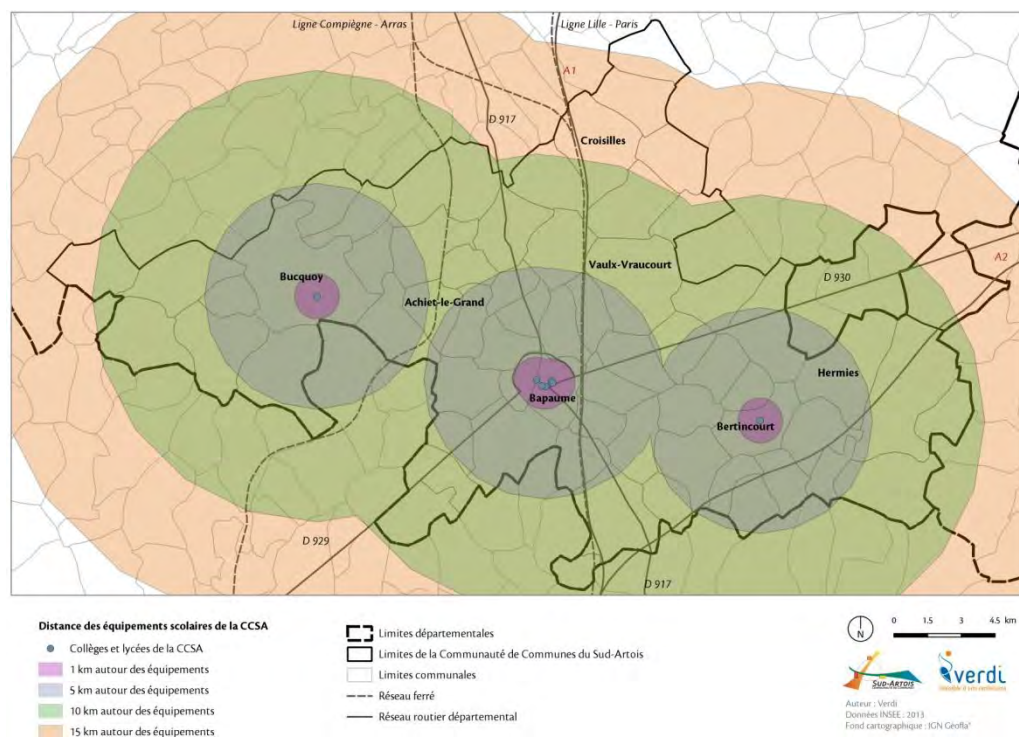 Ligne Compiègne - Arras
Ligne Lille - Paris
A1
D 917
Croisilles
Vaulx-Vraucourt
D 930
A2
Bucquoy
Achiet-le-Grand
Hermies
Bapaume
Bertincourt
D 929
D 917
Distance des équipements scolaires de la CCSA
Collèges et lycées de la CCSA
1 km autour des équipements
5 km autour des équipements
10 km autour des équipements
15 km autour des équipements
Limites départementales
Limites de la Communauté de Communes du Sud-Artois
Limites communales
Réseau ferré
Réseau routier départemental
N
0 1.5 3 4.5 km
SUD-ARTOIS
verdi
Auteur : Verdi
Données INSEE : 2013
Fond cartographique : IGN Géofla®